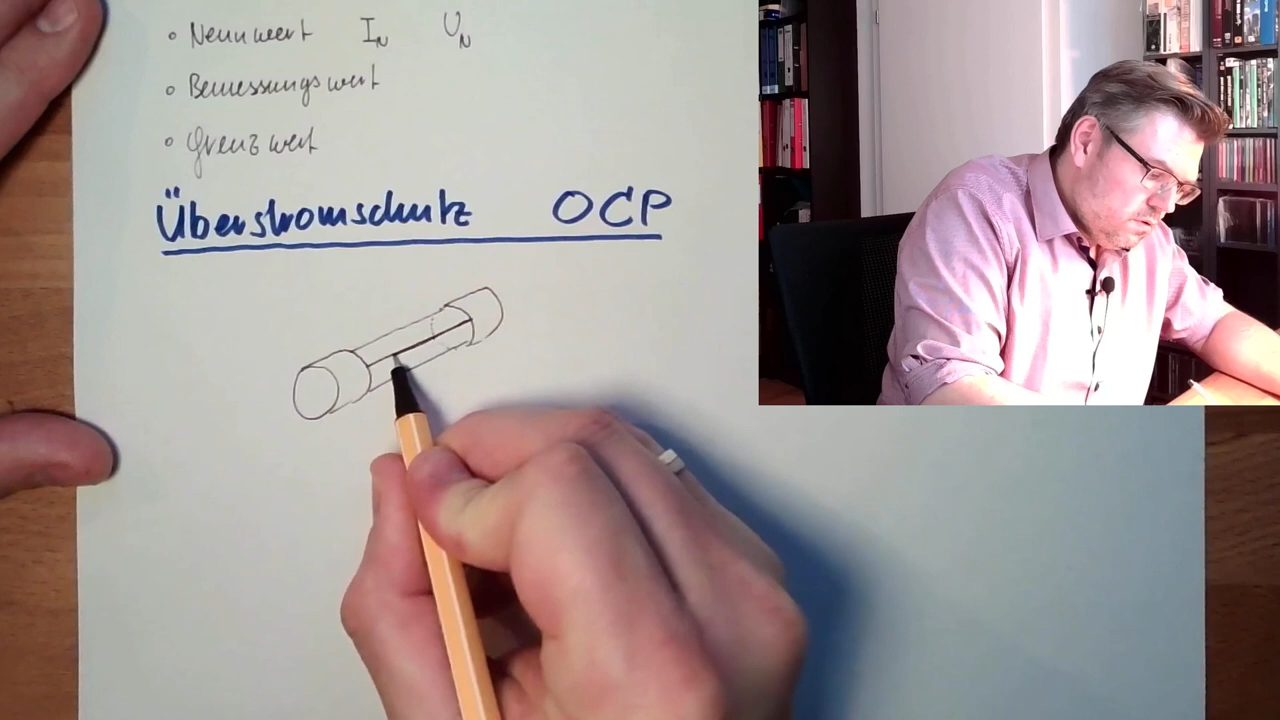 • Nennwert I_N U_N
• Bemessungswert
• Grenzwert
Überstromschutz OCP